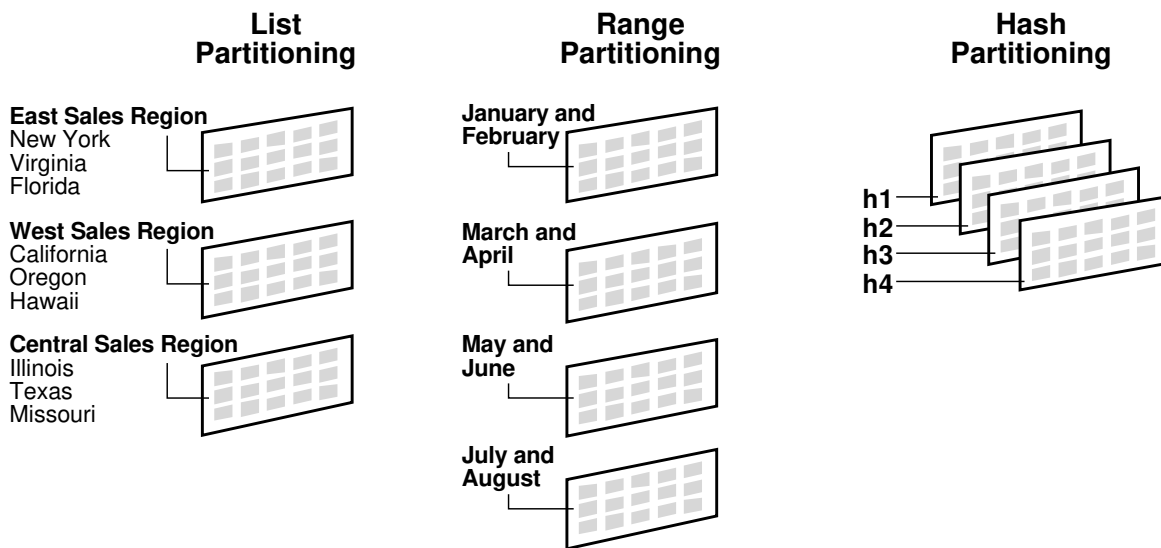 List
Partitioning
East Sales Region
New York
Virginia
Florida
West Sales Region
California
Oregon
Hawaii
Central Sales Region
Illinois
Texas
Missouri
Range
Partitioning
January and
February
March and
April
May and
June
July and
August
Hash
Partitioning
h1
h2
h3
h4